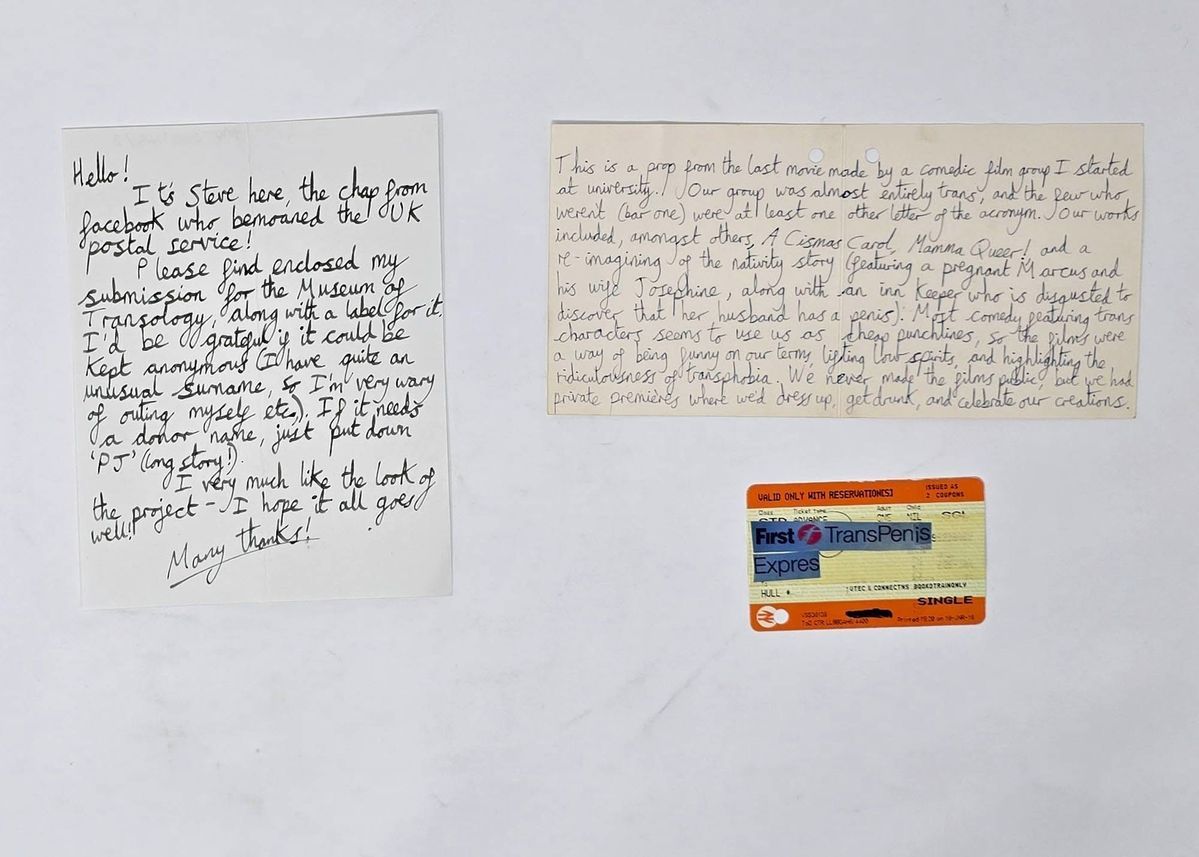 Hello!
It's Steve here, the chap from
facebook who bemoaned the UK
postal service!
Please find enclosed my
submission for the Museum of
Transology, along with a label for it.
I'd be grateful if it could be
kept anonymous (I have quite an
unusual surname, so I'm very wary
of outing myself etc). If it needs
a donor name, just put down
'PJ' (long story!).
I very much like the look of
the project - I hope it all goes
well!!
Many thanks!
This is a prop from the last movie made by a comedic film group I started
at university. Our group was almost entirely trans, and the few who
weren't (bar one) were at least one other letter of the acronym. Our works
included, amongst others, A Cismas Carol, Mamma Queer! and a
re-imagining of the nativity story (featuring a pregnant Marcus and
his wife Josephine, along with an inn keeper who is disgusted to
discover that her husband has a penis). Most comedy featuring trans
characters seems to use us as cheap punchlines, so the films were
a way of being funny on our terms, lifting low spirits, and highlighting the
ridiculousness of transphobia. We never made the films public, but we had
private premieres where we'd dress up, get drunk, and celebrate our creations.
VALID ONLY WITH RESERVATION(S) ISSUED AS
2 COUPONS
Class Ticket type Adult Child
STD ADVANCE ONE NIL
First TransPenis
Expres
HULL * & CONNECTNS BOOKDTRAINONLY
SINGLE
Printed